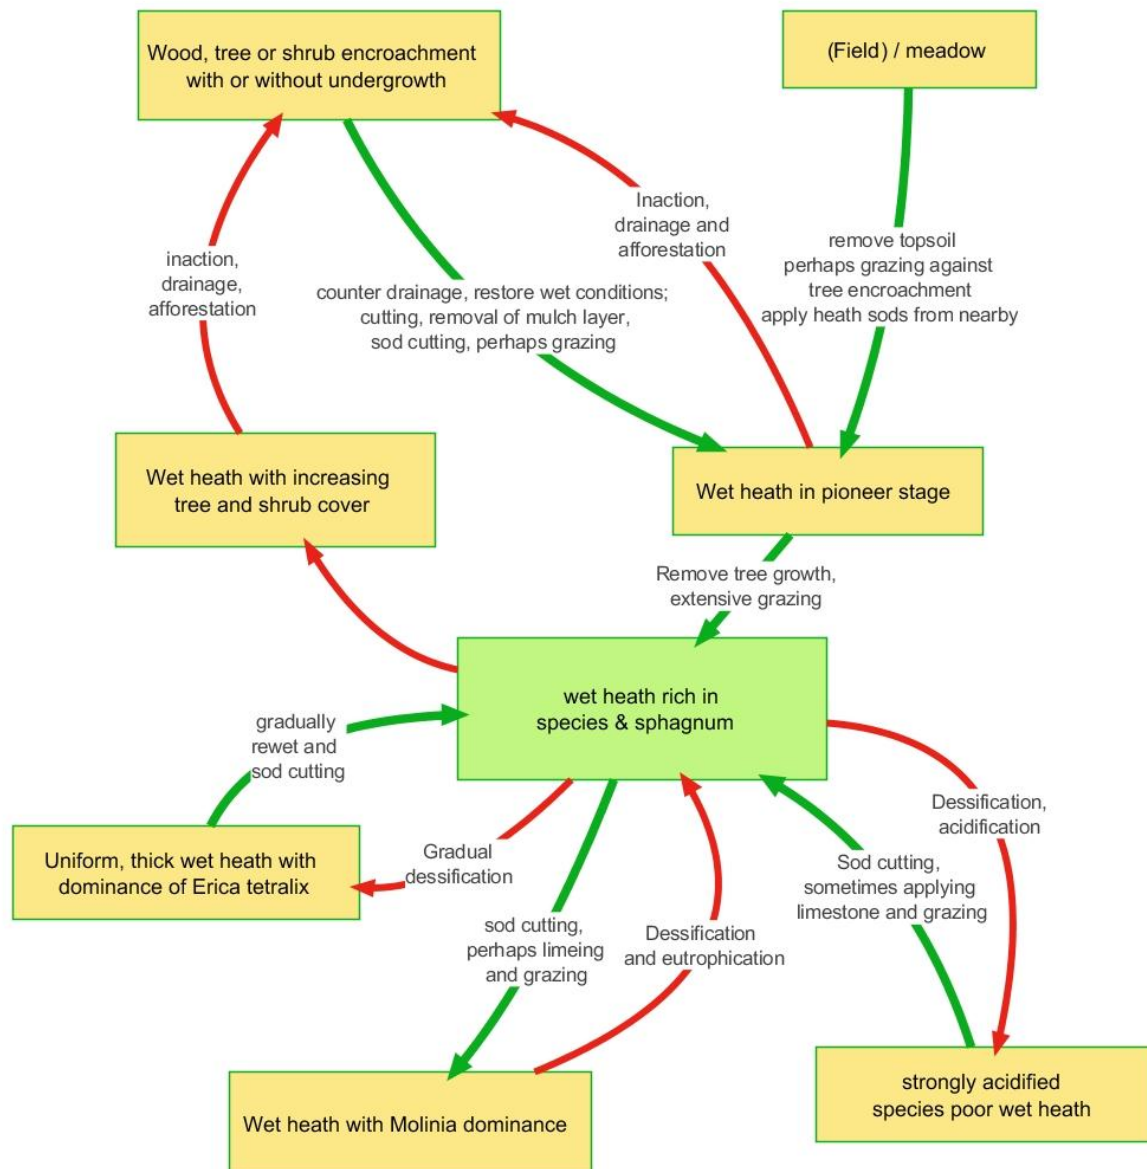 Wood, tree or shrub encroachment
with or without undergrowth
(Field) / meadow
Inaction,
drainage and
afforestation
remove topsoil
perhaps grazing against
tree encroachment
apply heath sods from nearby
inaction,
drainage,
afforestation
counter drainage, restore wet conditions;
cutting, removal of mulch layer,
sod cutting, perhaps grazing
Wet heath with increasing
tree and shrub cover
Wet heath in pioneer stage
Remove tree growth,
extensive grazing
wet heath rich in
species & sphagnum
gradually
rewet and
sod cutting
Dessification,
acidification
Uniform, thick wet heath with
dominance of Erica tetralix
Gradual
dessification
Sod cutting,
sometimes applying
limestone and grazing
sod cutting,
perhaps limeing
and grazing
Dessification
and eutrophication
strongly acidified
species poor wet heath
Wet heath with Molinia dominance